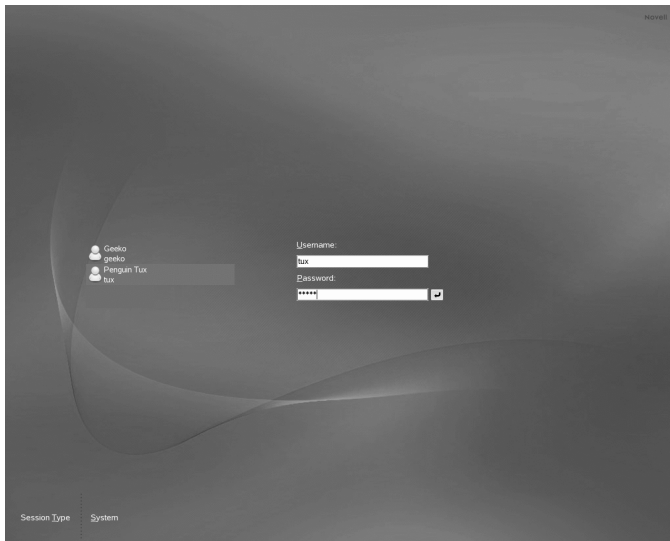 Novell
Geeko
geeko
Penguin Tux
tux
Username:
tux
Password:
*****
Session Type
System